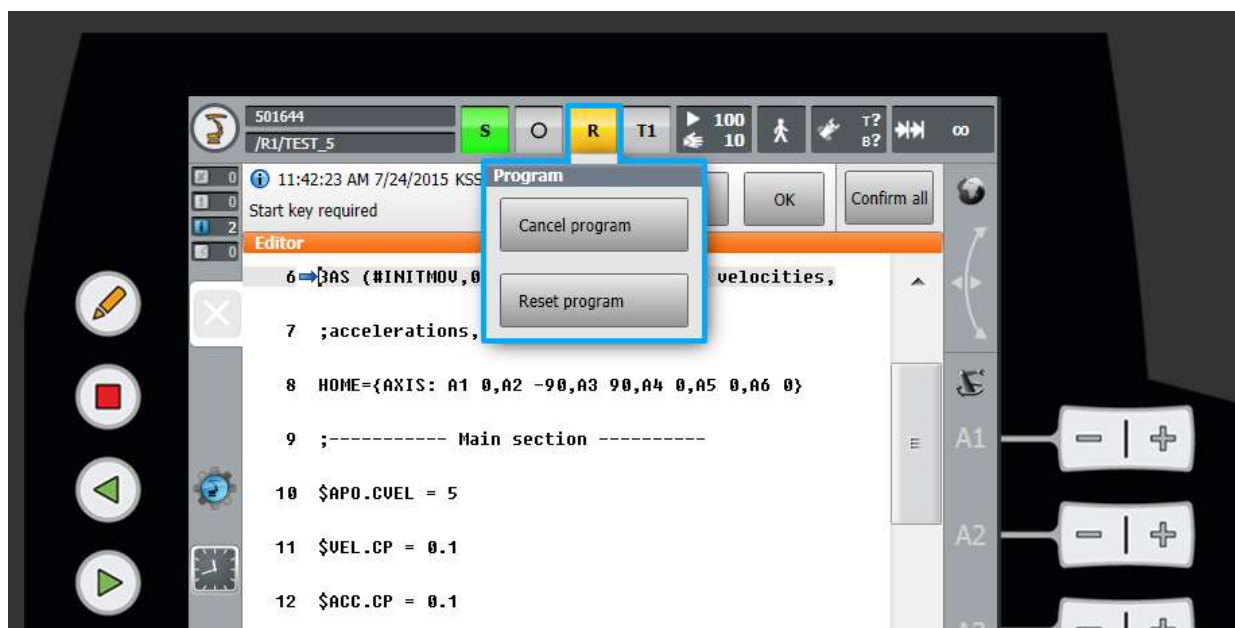 501644
/R1/TEST_5
S
O
R
T1
100
10
T?
B?
∞
0
0
2
0
11:42:23 AM 7/24/2015 KSS
Start key required
OK
Confirm all
Program
Cancel program
Reset program
Editor
6 BAS (#INITMOV,0 velocities,
7 ;accelerations,
8 HOME={AXIS: A1 0,A2 -90,A3 90,A4 0,A5 0,A6 0}
9 ;----------- Main section ----------
10 $APO.CVEL = 5
11 $VEL.CP = 0.1
12 $ACC.CP = 0.1
A1
A2